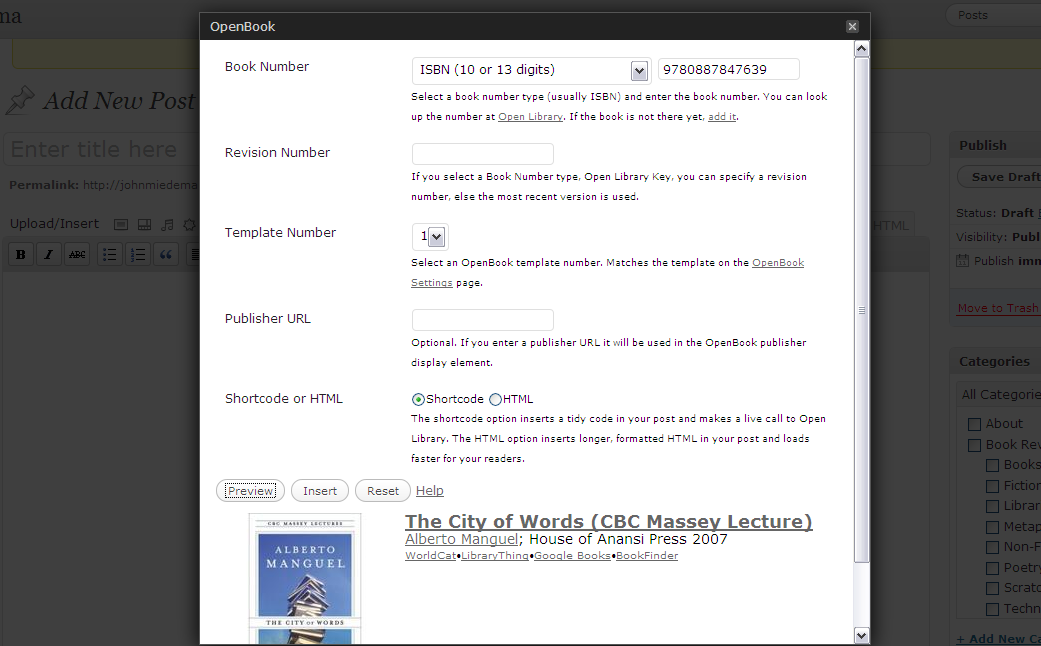 ma
Posts
OpenBook
Add New Post
Enter title here
Permalink: http://johnmiedema
Upload/Insert
HTML
B I ABC
Book Number
ISBN (10 or 13 digits)
9780887847639
Select a book number type (usually ISBN) and enter the book number. You can look
up the number at Open Library. If the book is not there yet, add it.
Revision Number
If you select a Book Number type, Open Library Key, you can specify a revision
number, else the most recent version is used.
Template Number
1
Select an OpenBook template number. Matches the template on the OpenBook
Settings page.
Publisher URL
Optional. If you enter a publisher URL it will be used in the OpenBook publisher
display element.
Shortcode or HTML
Shortcode HTML
The shortcode option inserts a tidy code in your post and makes a live call to Open
Library. The HTML option inserts longer, formatted HTML in your post and loads
faster for your readers.
Preview Insert Reset Help
CBC MASSEY LECTURES
ALBERTO
MANGUEL
THE CITY OF WORDS
The City of Words (CBC Massey Lecture)
Alberto Manguel; House of Anansi Press 2007
WorldCat•LibraryThing•Google Books•BookFinder
Publish
Save Draft
Status: Draft
Visibility: Publ
Publish imm
Move to Trash
Categories
All Categorie
About
Book Rev
Books
Fiction
Librar
Metap
Non-F
Poetry
Scrato
Techn
+ Add New Ca